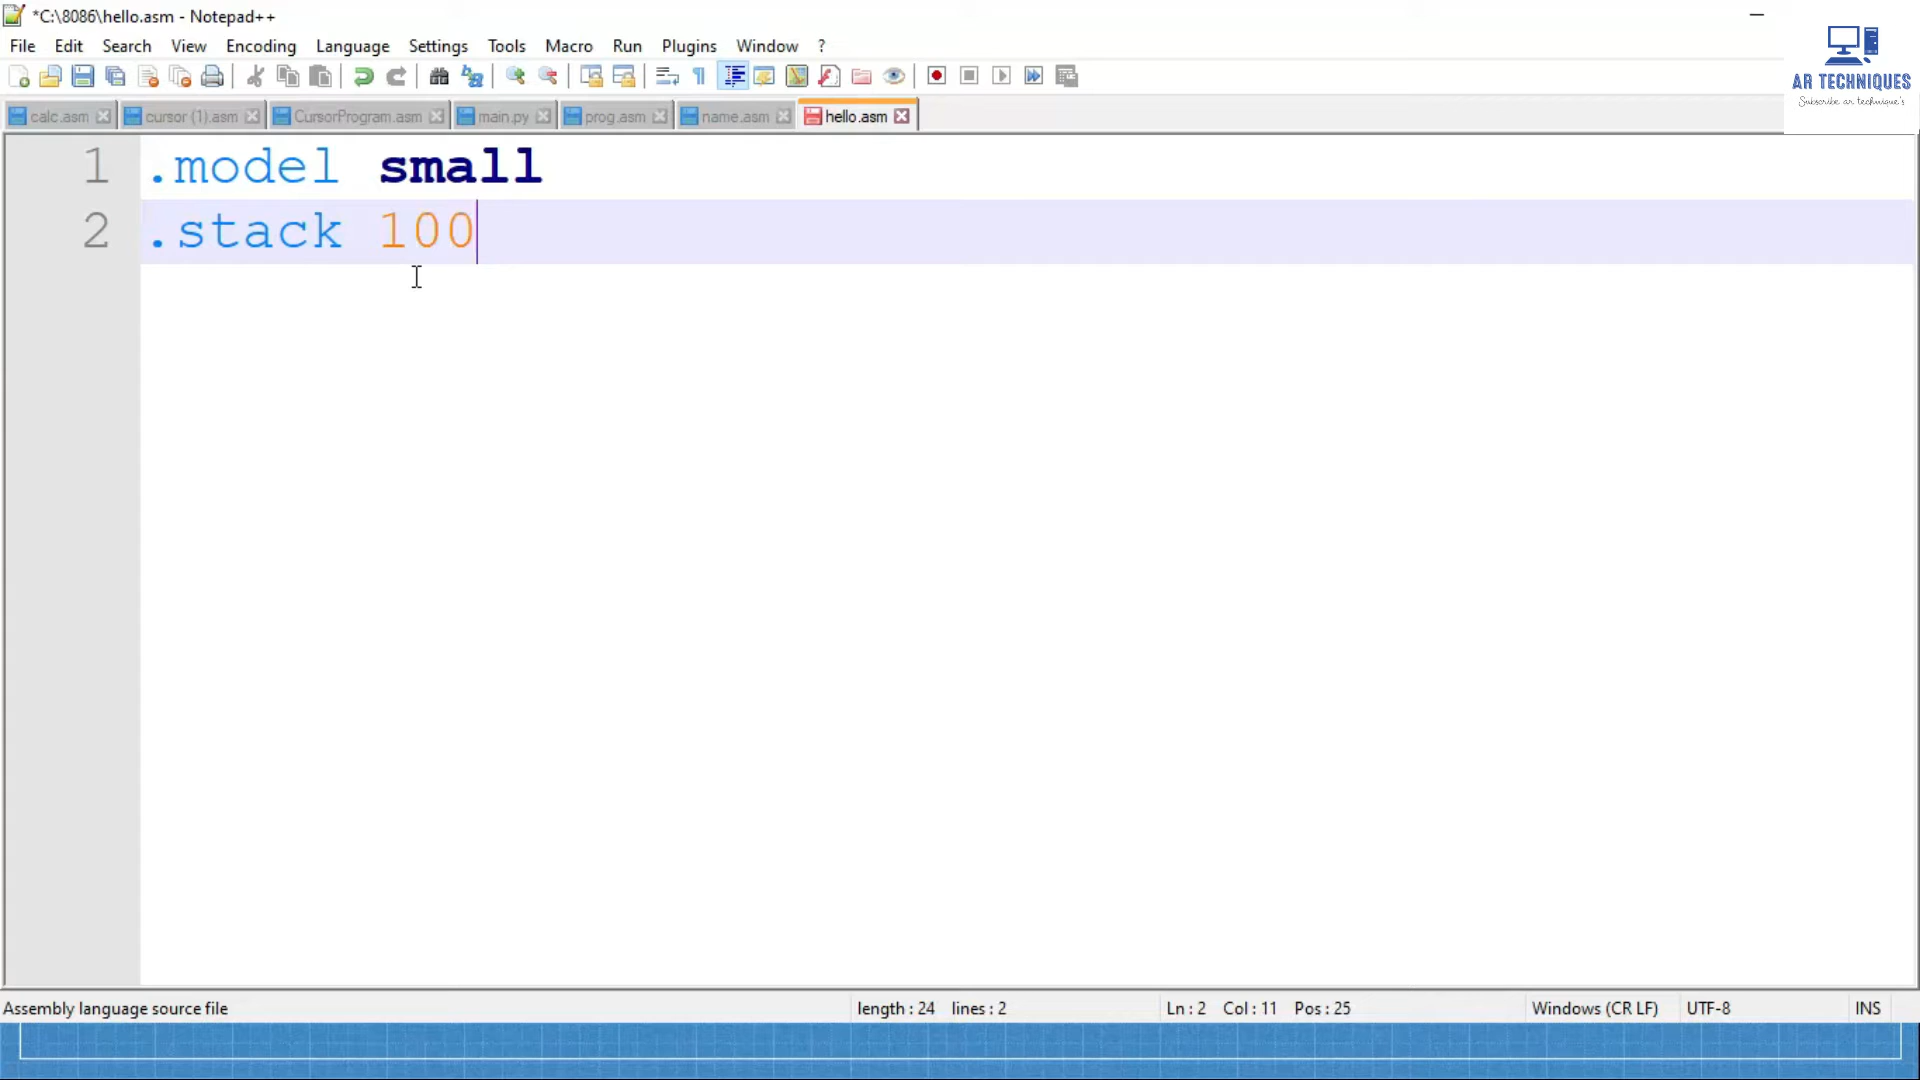 *C:\8086\hello.asm - Notepad++
File Edit Search View Encoding Language Settings Tools Macro Run Plugins Window ?
AR TECHNIQUES
Subscribe ar technique's
calc.asm cursor (1).asm CursorProgram.asm main.py prog.asm name.asm hello.asm
1 .model small
2 .stack 100
Assembly language source file length : 24 lines : 2 Ln : 2 Col : 11 Pos : 25 Windows (CR LF) UTF-8 INS